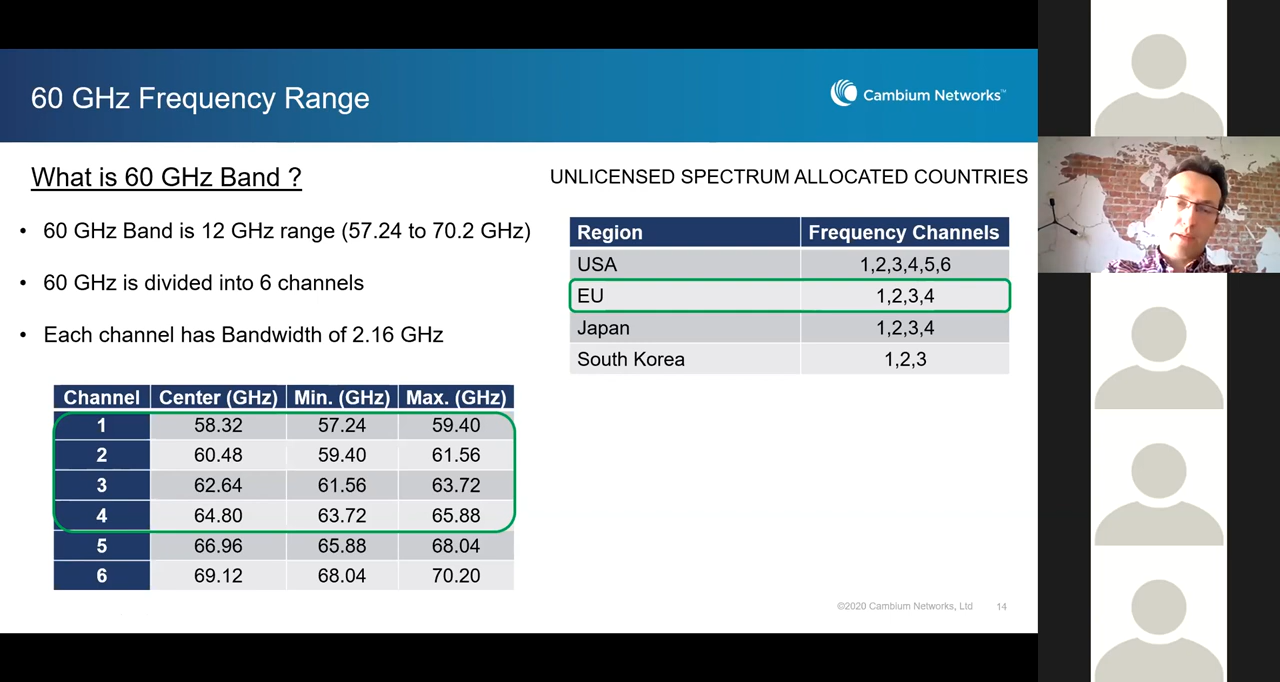 60 GHz Frequency Range
Cambium Networks™
What is 60 GHz Band ?
• 60 GHz Band is 12 GHz range (57.24 to 70.2 GHz)
• 60 GHz is divided into 6 channels
• Each channel has Bandwidth of 2.16 GHz
Channel Center (GHz) Min. (GHz) Max. (GHz)
1 58.32 57.24 59.40
2 60.48 59.40 61.56
3 62.64 61.56 63.72
4 64.80 63.72 65.88
5 66.96 65.88 68.04
6 69.12 68.04 70.20
UNLICENSED SPECTRUM ALLOCATED COUNTRIES
Region Frequency Channels
USA 1,2,3,4,5,6
EU 1,2,3,4
Japan 1,2,3,4
South Korea 1,2,3
©2020 Cambium Networks, Ltd 14